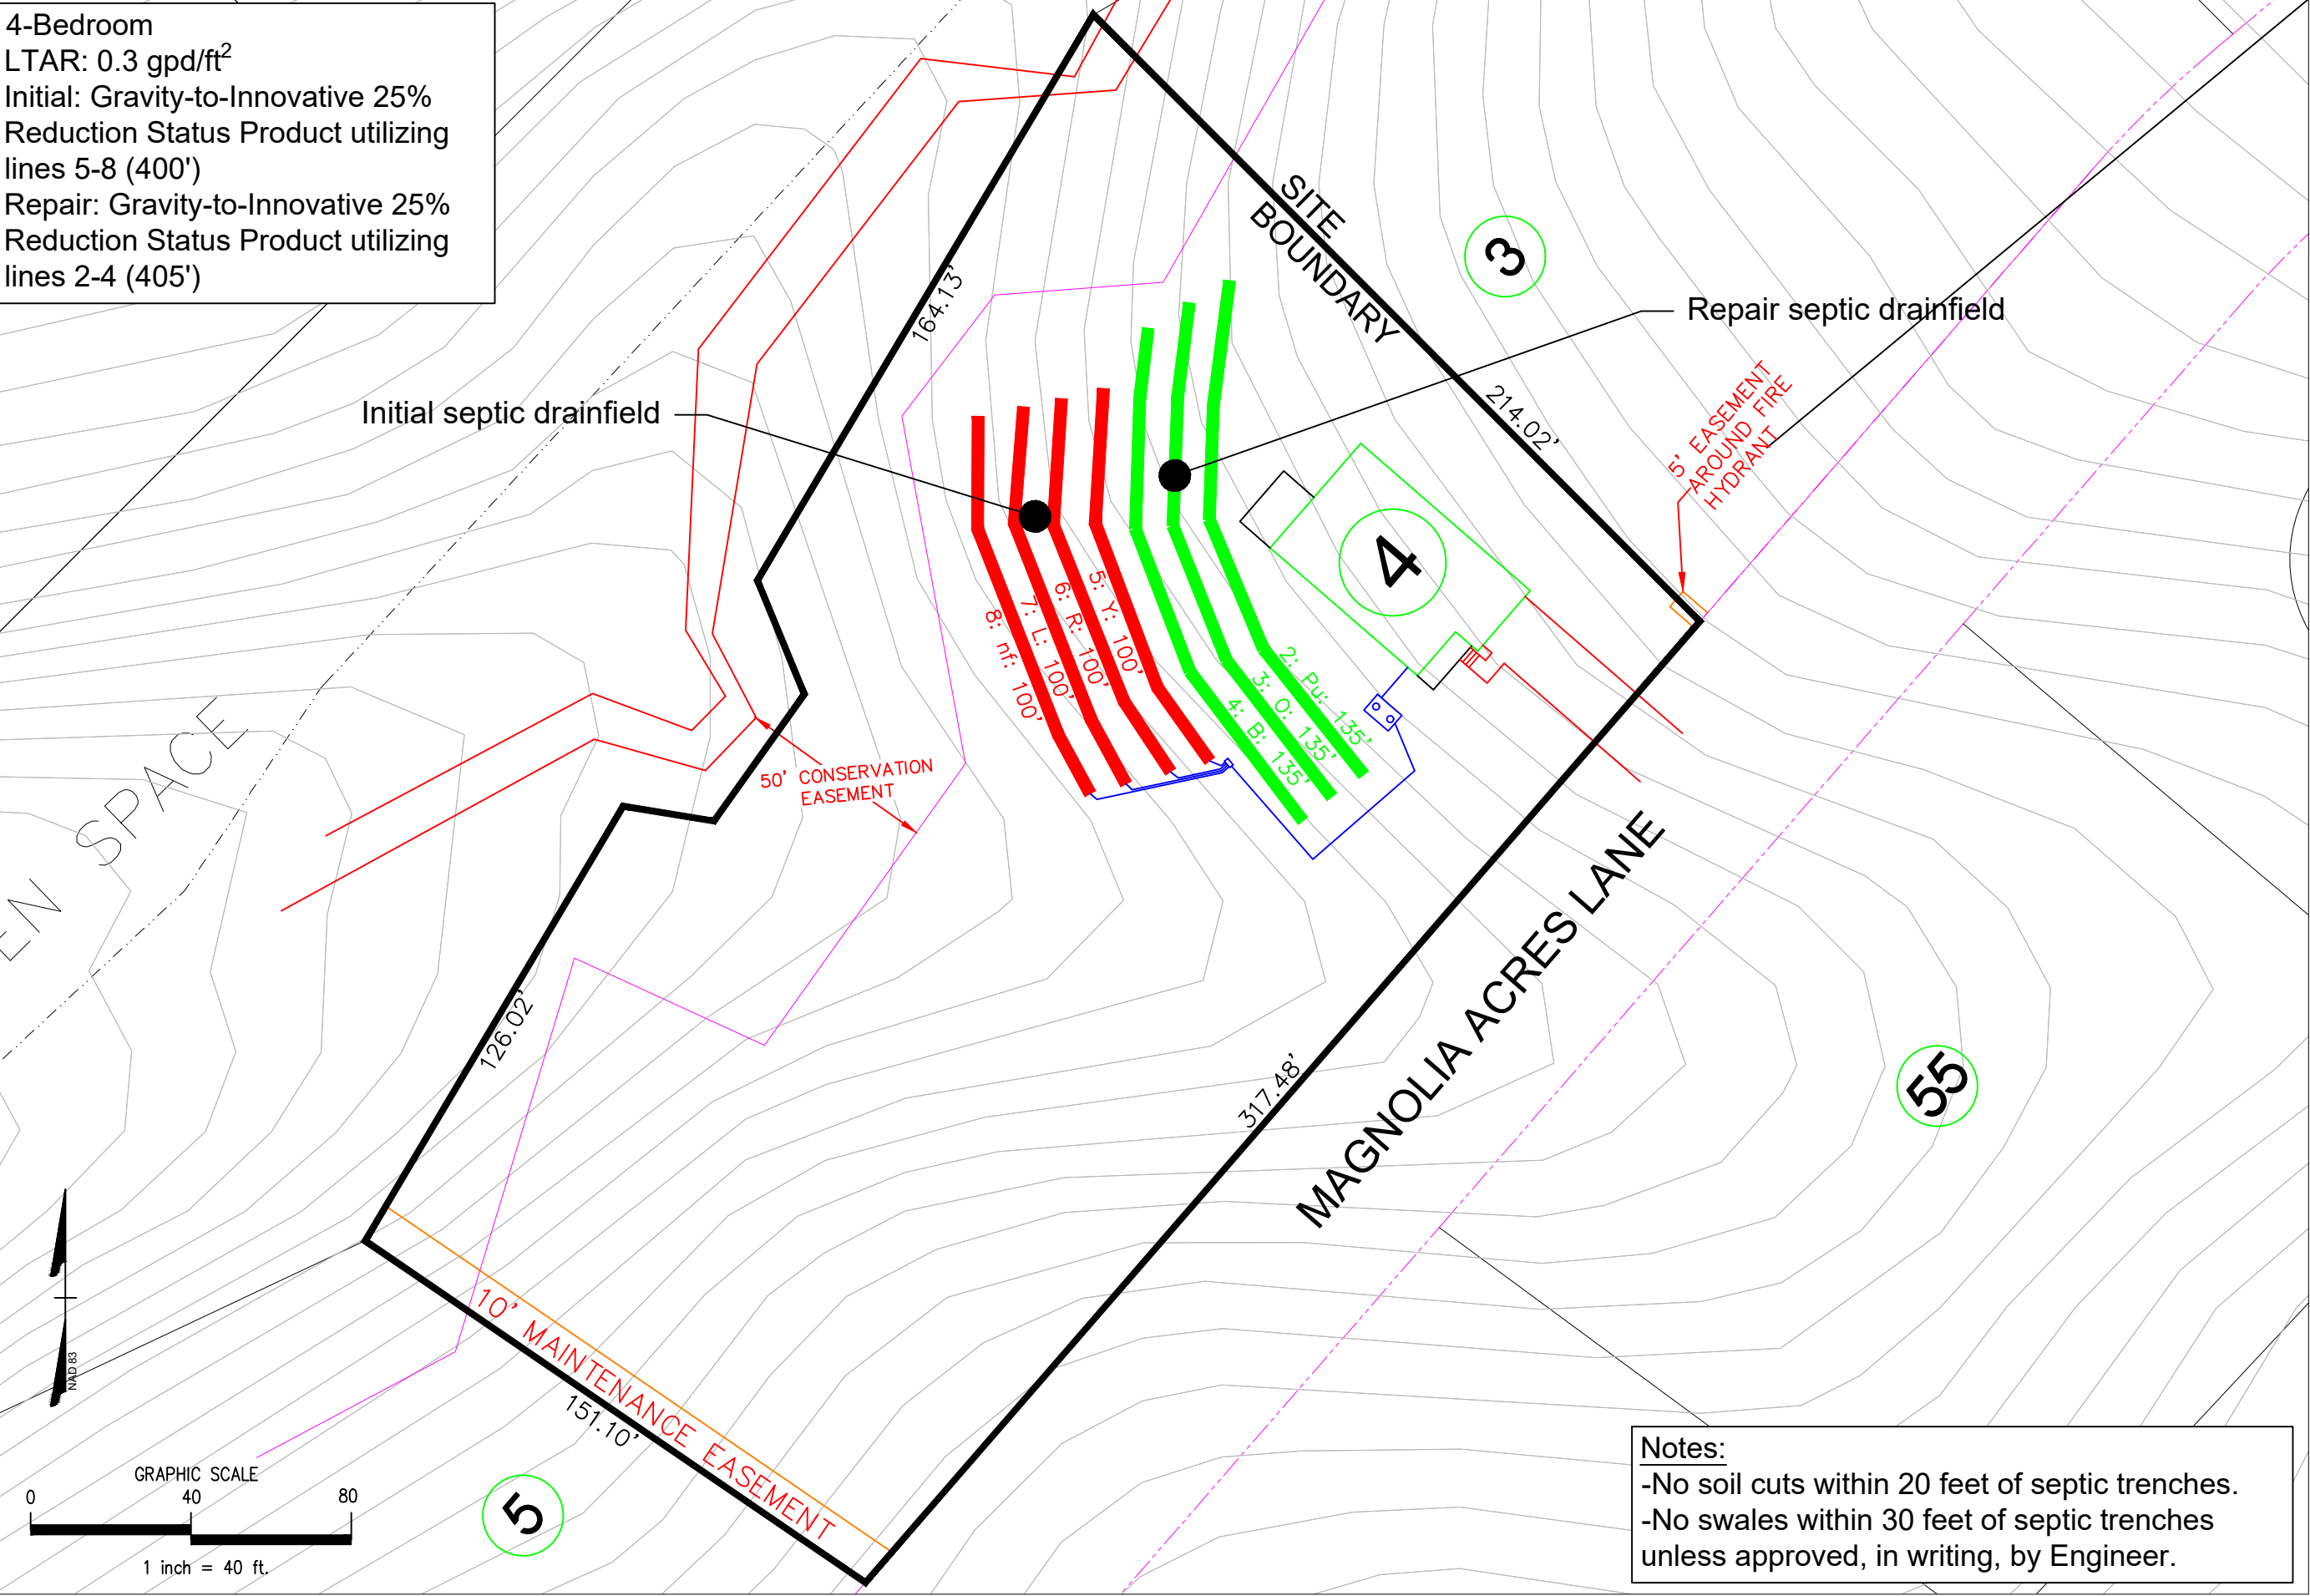 4-Bedroom
LTAR: 0.3 gpd/ft2
Initial: Gravity-to-Innovative 25%
Reduction Status Product utilizing
lines 5-8 (400')
Repair: Gravity-to-Innovative 25%
Reduction Status Product utilizing
lines 2-4 (405')
SITE
BOUNDARY
3
Repair septic drainfield
164.13'
Initial septic drainfield
214.02'
5' EASEMENT
AROUND FIRE
HYDRANT
4
8: nf: 100'
7: L: 100'
6: R: 100'
5: Y: 100'
4: B: 135'
3: O: 135'
2: Pu: 135'
50' CONSERVATION
EASEMENT
EN SPACE
MAGNOLIA ACRES LANE
126.02'
317.48'
55
10' MAINTENANCE EASEMENT
151.10'
NAD 83
GRAPHIC SCALE
0 40 80
1 inch = 40 ft.
5
Notes:
-No soil cuts within 20 feet of septic trenches.
-No swales within 30 feet of septic trenches
unless approved, in writing, by Engineer.